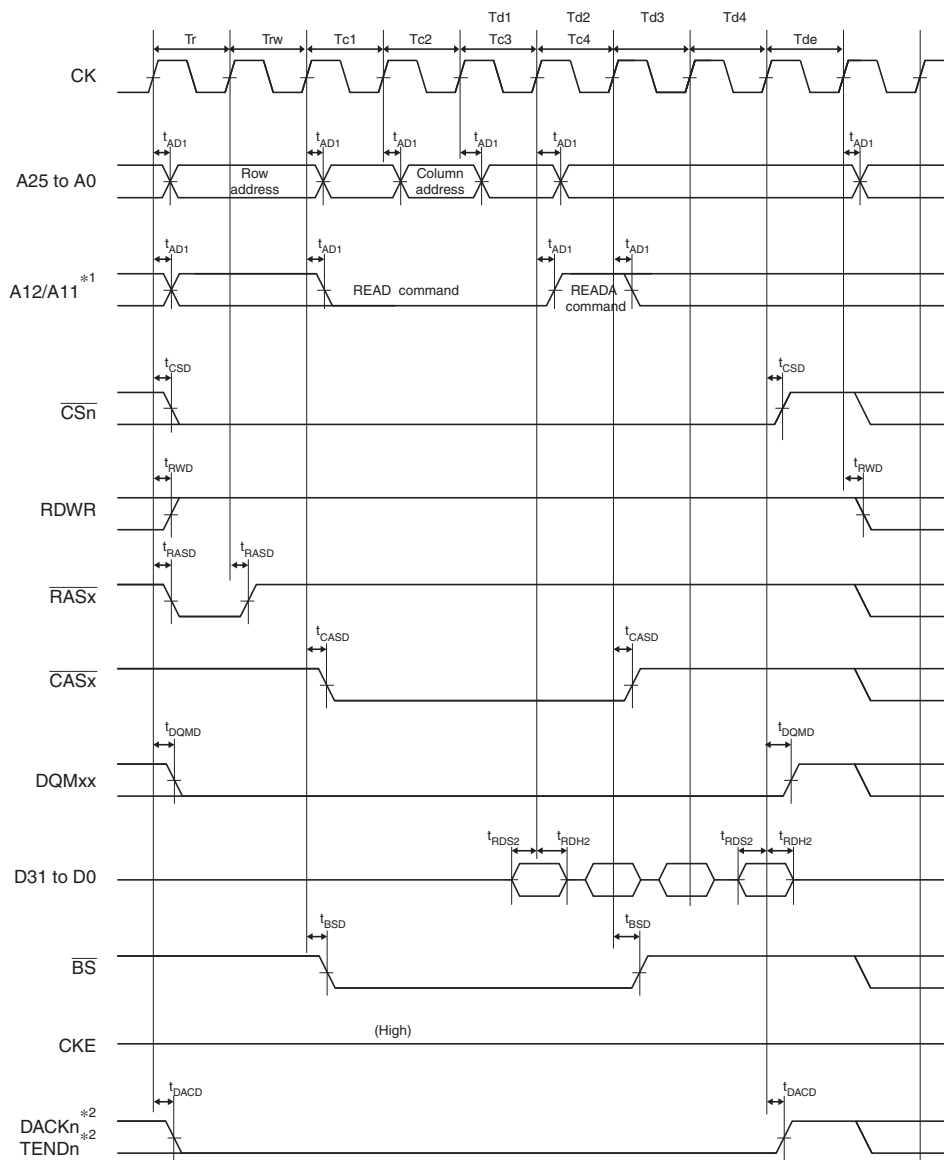 Td1 Td2 Td3 Td4
Tr Trw Tc1 Tc2 Tc3 Tc4 Tde
CK
tAD1 tAD1 tAD1 tAD1 tAD1 tAD1
A25 to A0
Row address
Column address
tAD1 tAD1 tAD1 tAD1
A12/A11*1
READ command
READA command
tCSD tCSD
CSn
tRWD tRWD
RDWR
tRASD tRASD
RASx
tCASD tCASD
CASx
tDQMD tDQMD
DQMxx
tRDS2 tRDH2 tRDS2 tRDH2
D31 to D0
tBSD tBSD
BS
(High)
CKE
tDACD tDACD
DACKn*2
TENDn*2